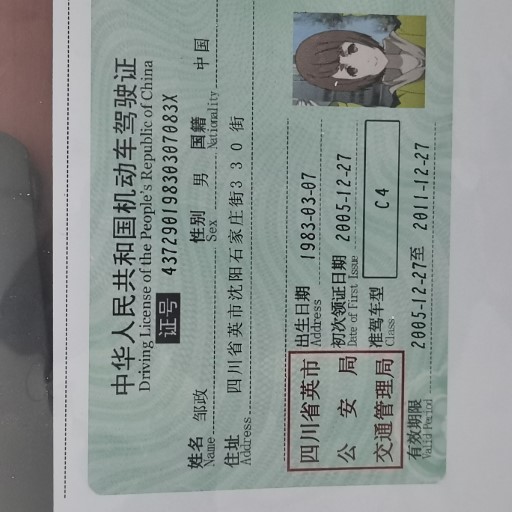 中华人民共和国机动车驾驶证
Driving License of the People's Republic of China
证号 43729019830307083X
姓名 邹政 性别 男 国籍 中国
Name Sex Nationality
住址 四川省英市沈阳石家庄街3 3 0 街
Address
四川省英市
公安局
交通管理局
出生日期 1983-03-07
Address
初次领证日期 2005-12-27
Date of First Issue
准驾车型 C4
Class
有效期限 2005-12-27至 2011-12-27
Valid Period